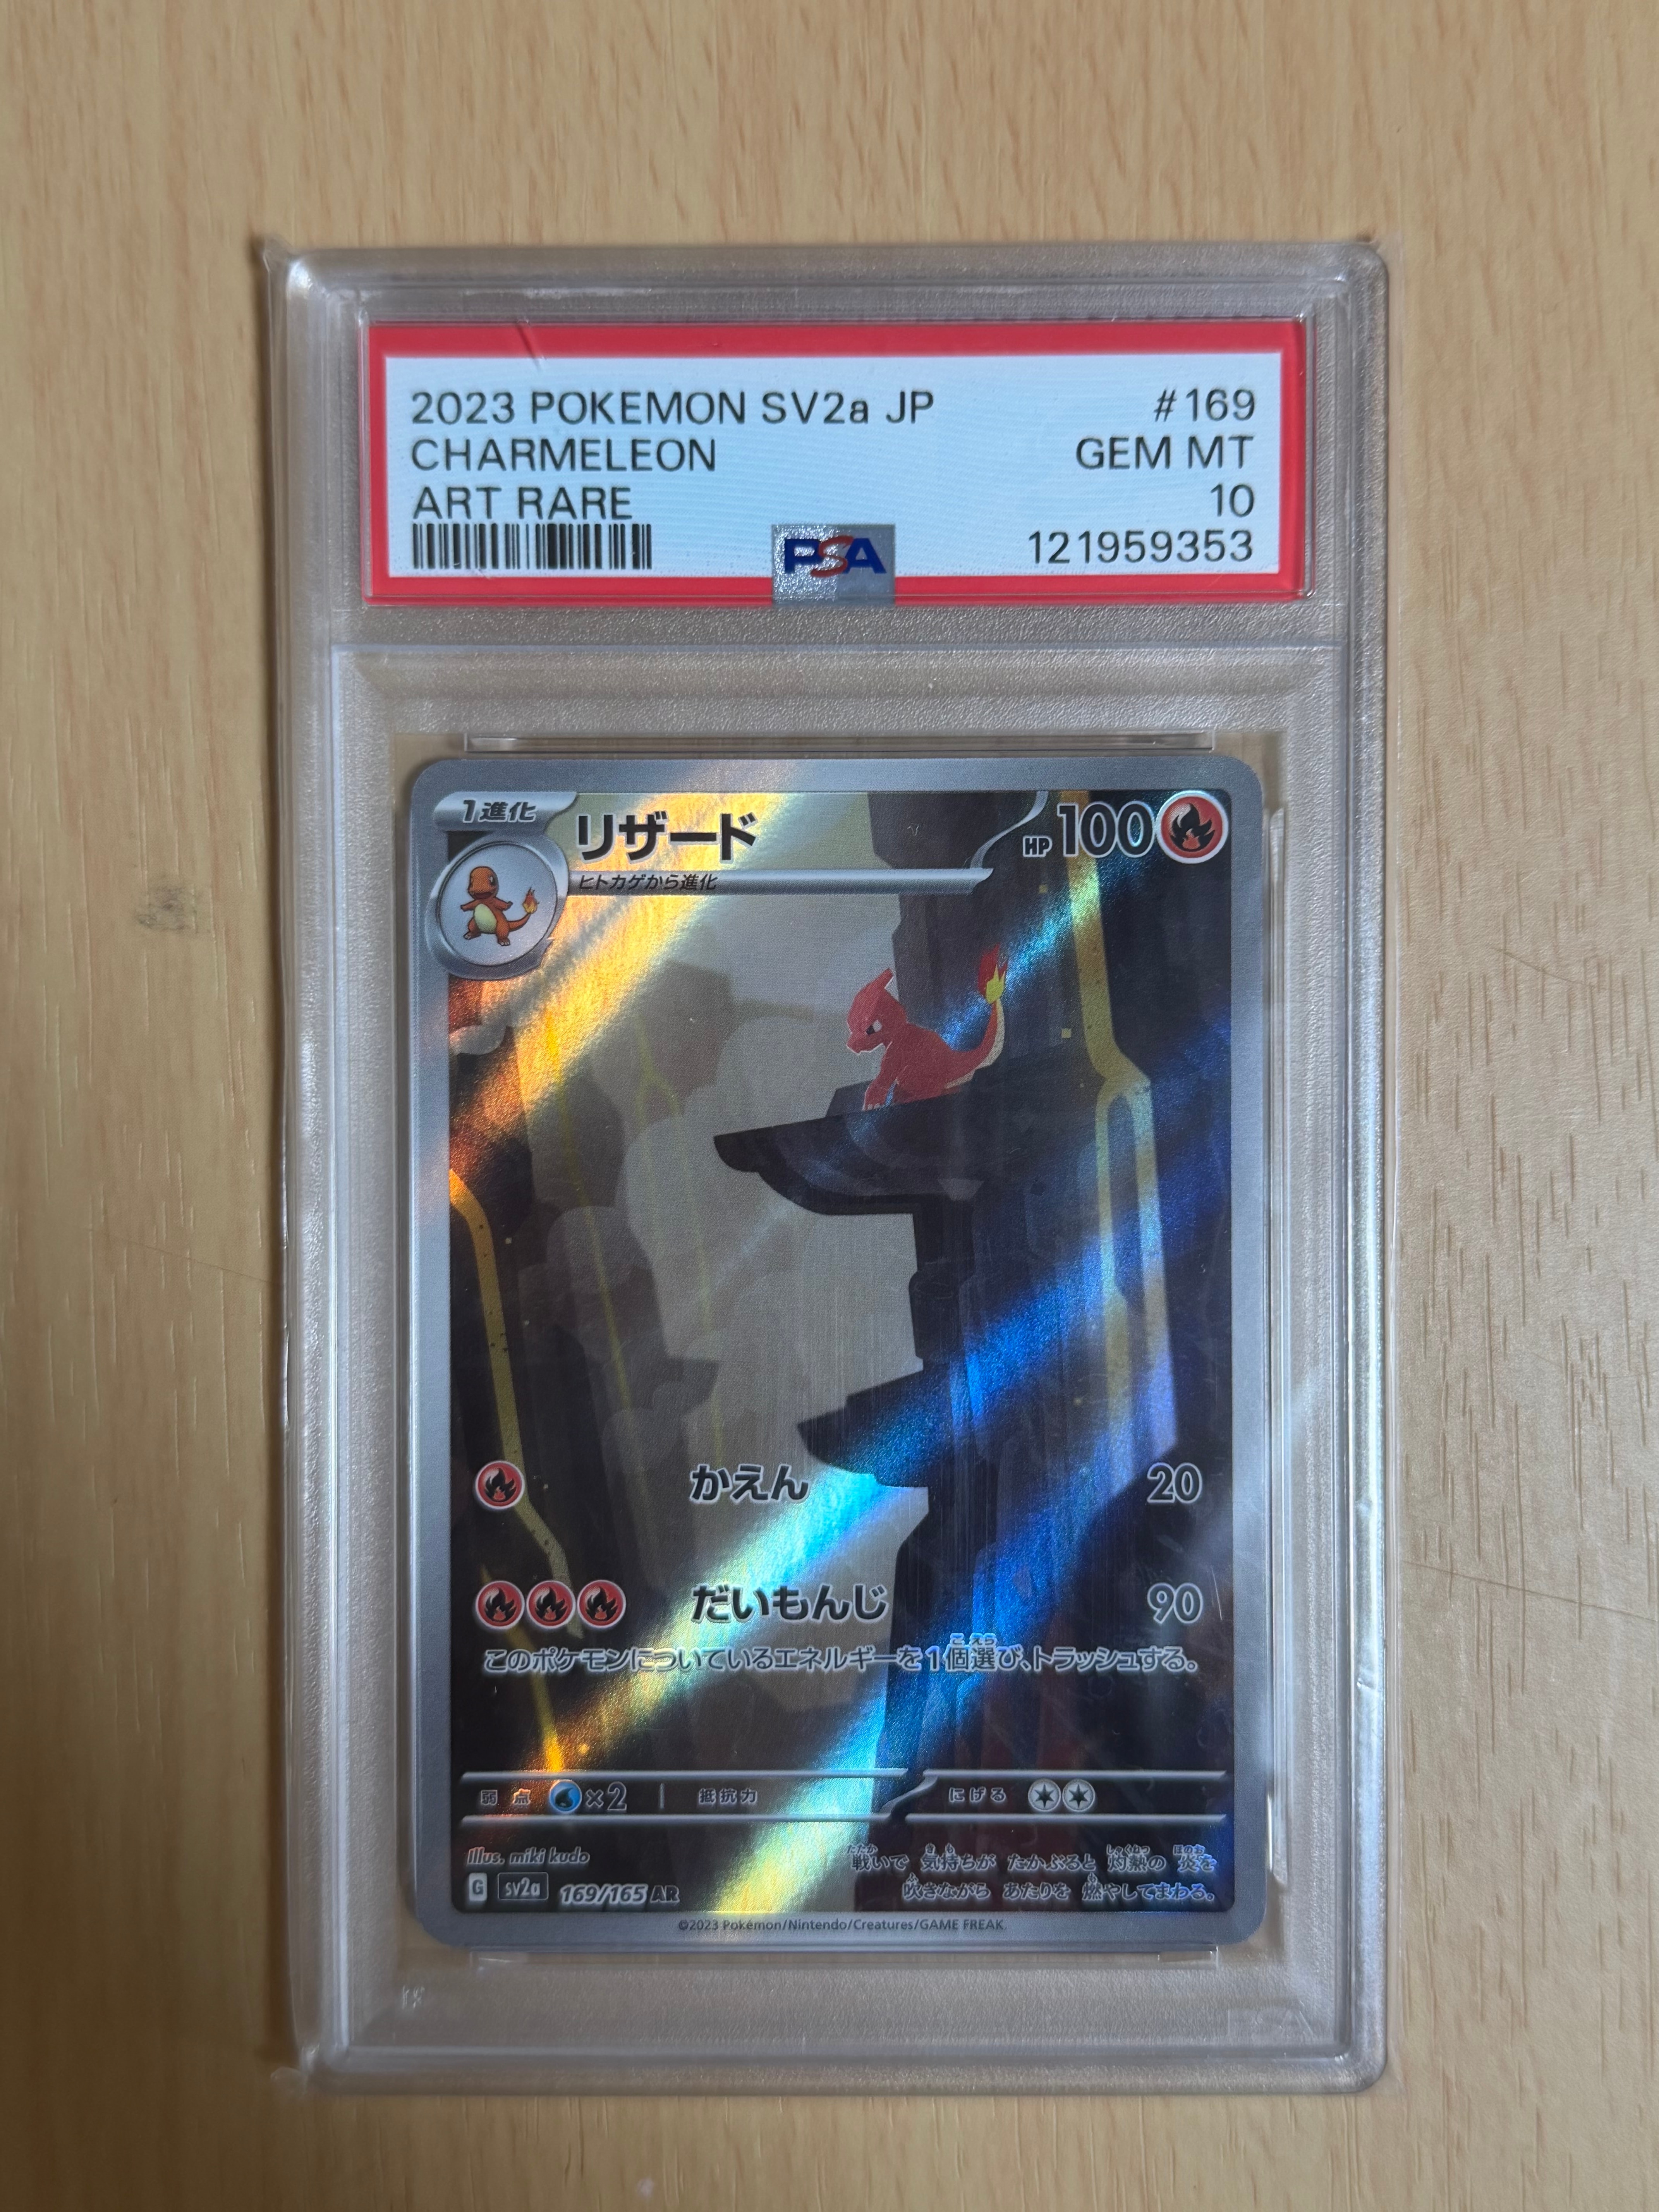 2023 POKEMON SV2a JP #169
CHARMELEON GEM MT
ART RARE 10
PSA 121959353
1進化 リザード HP 100
ヒトカゲから進化
かえん 20
だいもんじ 90
このポケモンについているエネルギーを1個選び、トラッシュする。
弱点 ×2 抵抗力 にげる
Illus. miki kudo
戦いで 気持ちが たかぶると 灼熱の 炎を
吹きながら あたりを 燃やしてまわる。
G sv2a 169/165 AR
©2023 Pokémon/Nintendo/Creatures/GAME FREAK.